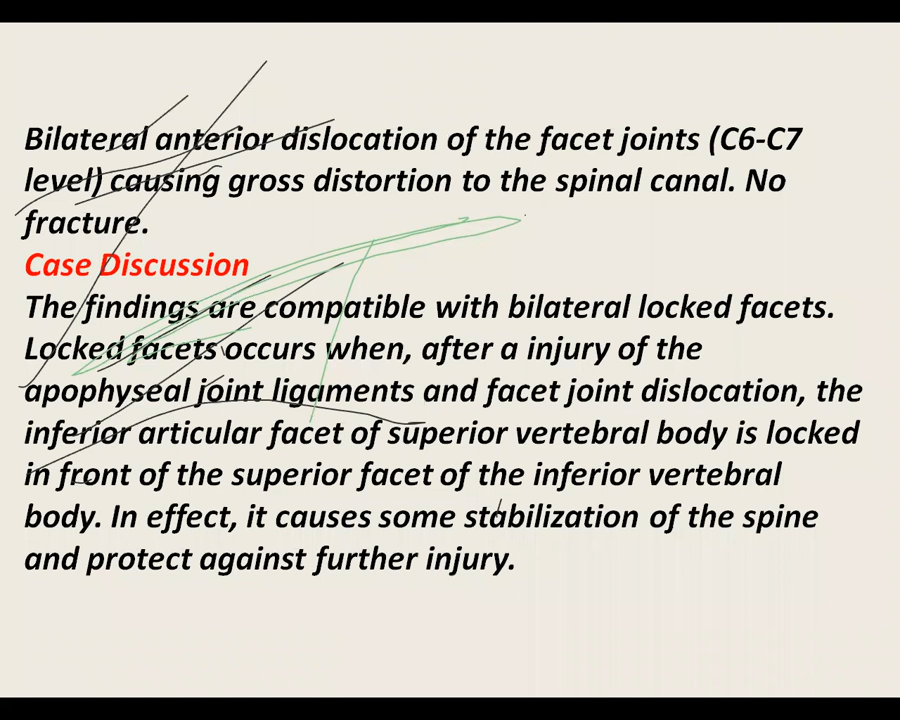 Bilateral anterior dislocation of the facet joints (C6-C7
level) causing gross distortion to the spinal canal. No
fracture.
Case Discussion
The findings are compatible with bilateral locked facets.
Locked facets occurs when, after a injury of the
apophyseal joint ligaments and facet joint dislocation, the
inferior articular facet of superior vertebral body is locked
in front of the superior facet of the inferior vertebral
body. In effect, it causes some stabilization of the spine
and protect against further injury.